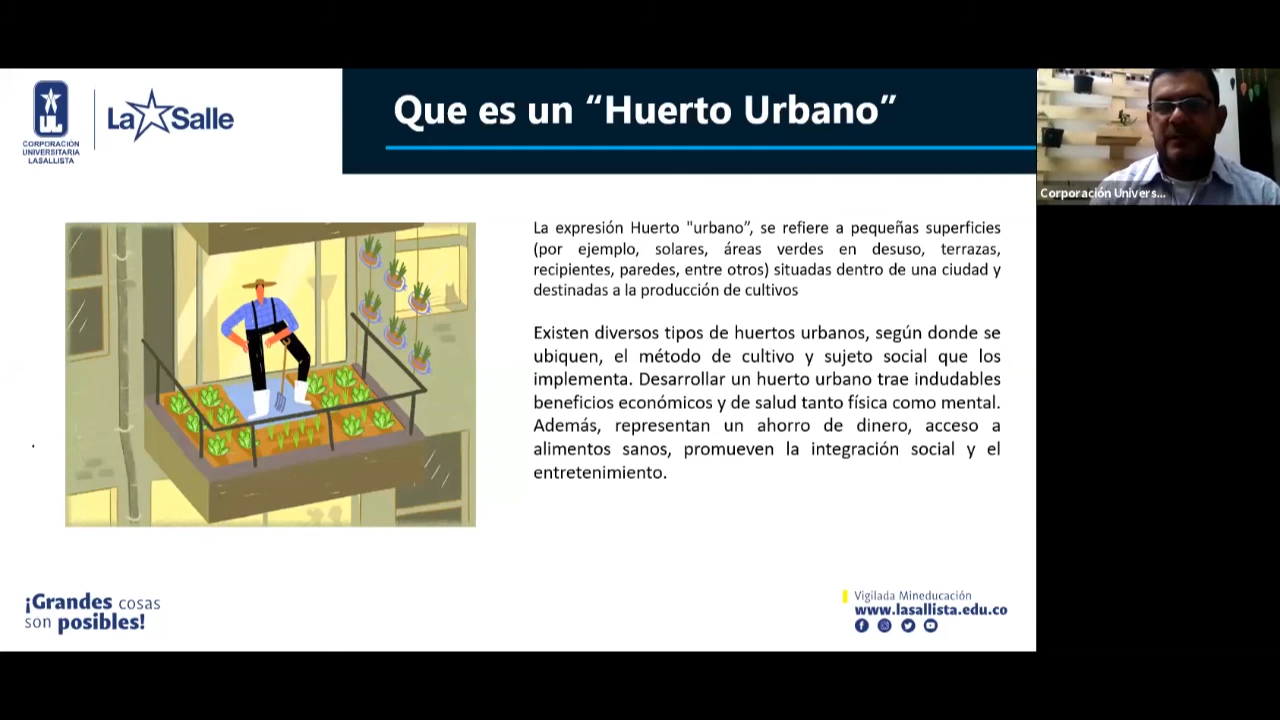 CORPORACIÓN
UNIVERSITARIA
LASALLISTA
La Salle
Que es un “Huerto Urbano”
Corporación Univers...
La expresión Huerto "urbano”, se refiere a pequeñas superficies
(por ejemplo, solares, áreas verdes en desuso, terrazas,
recipientes, paredes, entre otros) situadas dentro de una ciudad y
destinadas a la producción de cultivos
Existen diversos tipos de huertos urbanos, según donde se
ubiquen, el método de cultivo y sujeto social que los
implementa. Desarrollar un huerto urbano trae indudables
beneficios económicos y de salud tanto física como mental.
Además, representan un ahorro de dinero, acceso a
alimentos sanos, promueven la integración social y el
entretenimiento.
¡Grandes cosas
son posibles!
Vigilada Mineducación
www.lasallista.edu.co